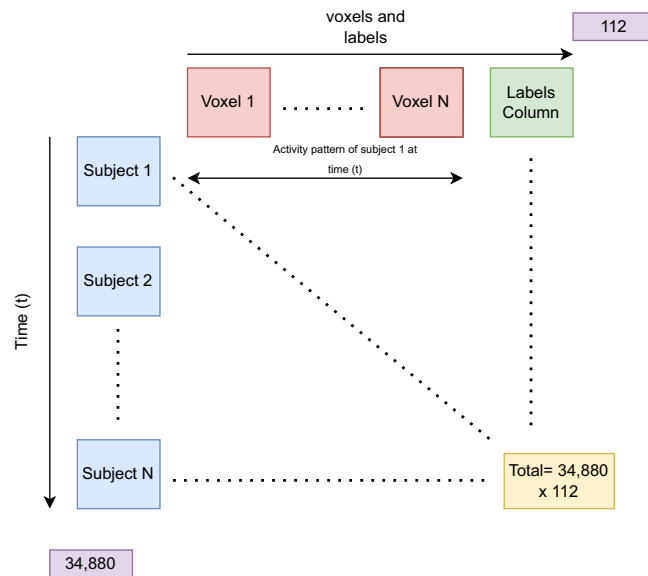 voxels and
labels
112
Voxel 1
Voxel N
Labels
Column
Activity pattern of subject 1 at
time (t)
Subject 1
Subject 2
Time (t)
Subject N
Total= 34,880
x 112
34,880